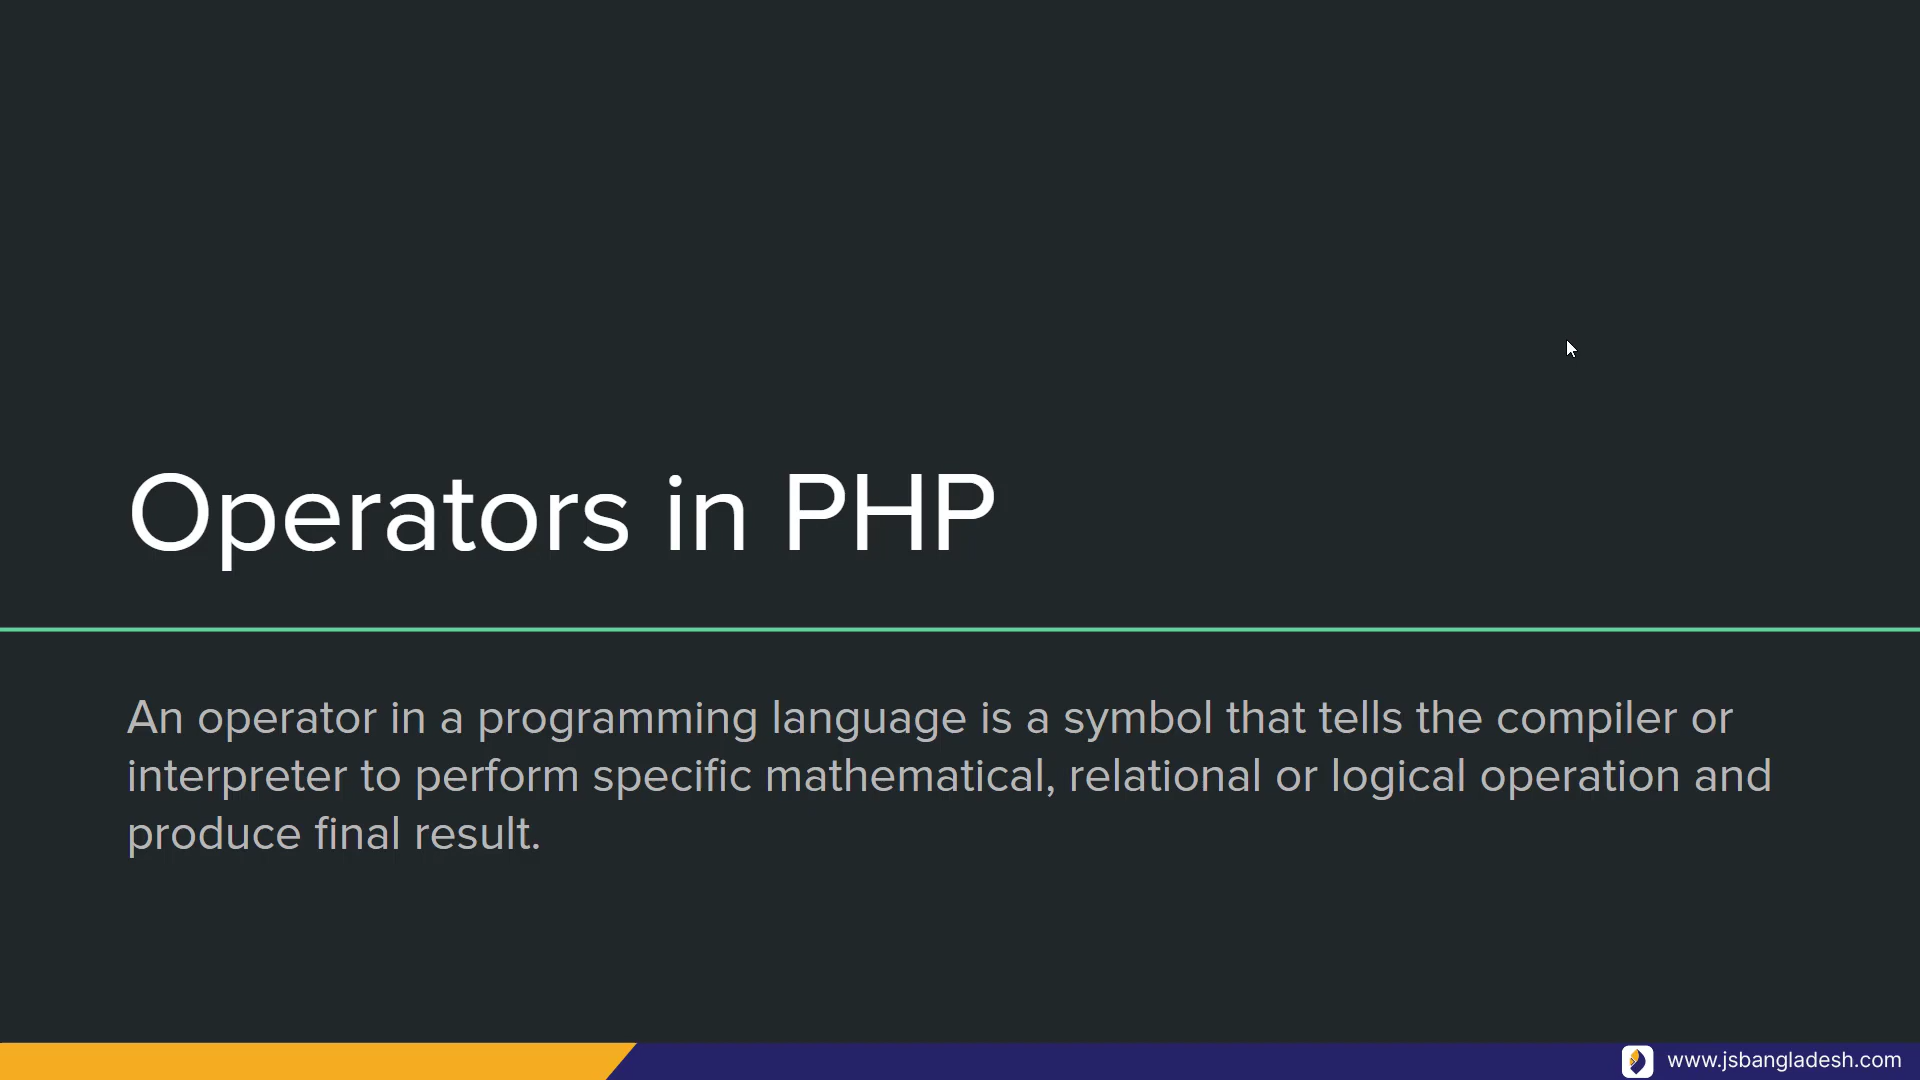 Operators in PHP
An operator in a programming language is a symbol that tells the compiler or
interpreter to perform specific mathematical, relational or logical operation and
produce final result.
www.jsbangladesh.com